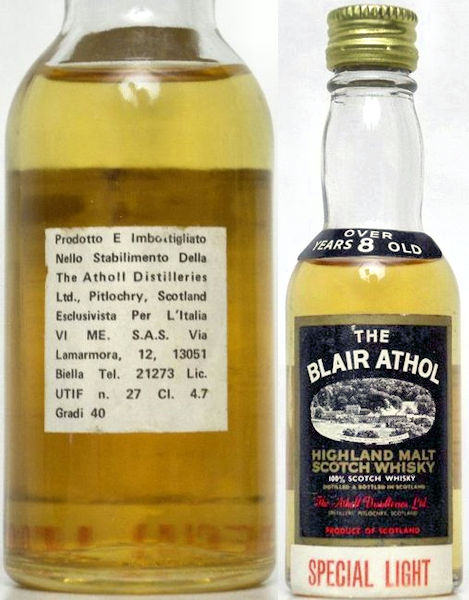 Prodotto E Imbottigliato
Nello Stabilimento Della
The Atholl Distilleries
Ltd., Pitlochry, Scotland
Esclusivista Per L'Italia
VI ME. S.A.S. Via
Lamarmora, 12, 13051
Biella Tel. 21273 Lic.
UTIF n. 27 Cl. 4.7
Gradi 40
OVER
YEARS 8 OLD
THE
BLAIR ATHOL
HIGHLAND MALT
SCOTCH WHISKY
100% SCOTCH WHISKY
DISTILLED & BOTTLED IN SCOTLAND
The Atholl Distilleries Ltd.
DISTILLERS, PITLOCHRY, SCOTLAND
PRODUCT OF SCOTLAND
SPECIAL LIGHT